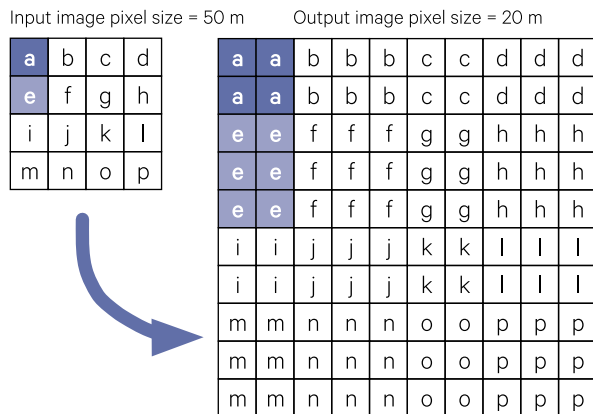 Input image pixel size = 50 m
a b c d
e f g h
i j k l
m n o p
Output image pixel size = 20 m
a a b b b c c d d d
a a b b b c c d d d
e e f f f g g h h h
e e f f f g g h h h
e e f f f g g h h h
i i j j j k k l l l
i i j j j k k l l l
m m n n n o o p p p
m m n n n o o p p p
m m n n n o o p p p